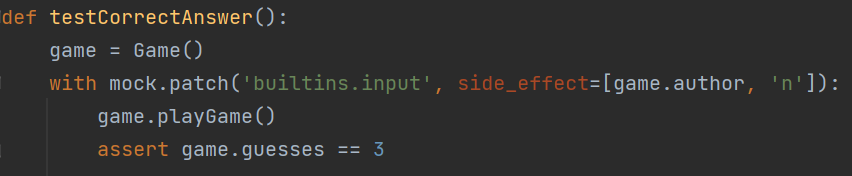 def testCorrectAnswer():
    game = Game()
    with mock.patch('builtins.input', side_effect=[game.author, 'n']):
        game.playGame()
        assert game.guesses == 3